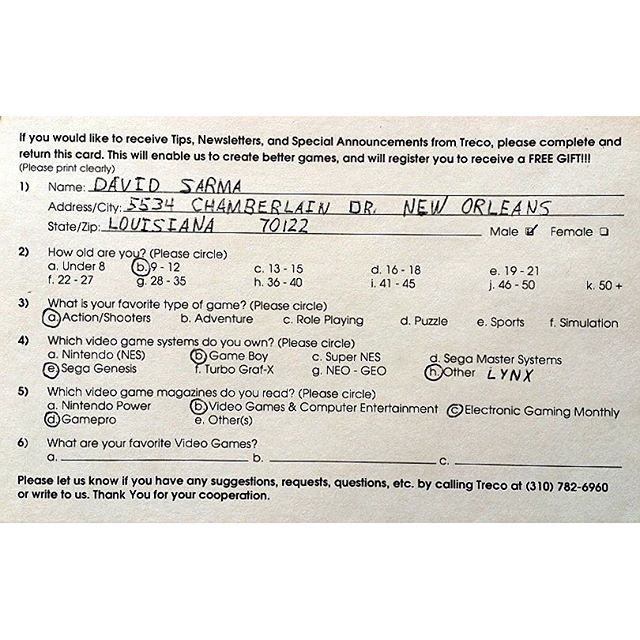 If you would like to receive Tips, Newsletters, and Special Announcements from Treco, please complete and
return this card. This will enable us to create better games, and will register you to receive a FREE GIFT!!!
(Please print clearly)
1) Name: DAVID SARMA
Address/City: 5534 CHAMBERLAIN DR. NEW ORLEANS
State/Zip: LOUISIANA 70122 Male ☑ Female ☐
2) How old are you? (Please circle)
a. Under 8 b. 9 - 12 c. 13 - 15 d. 16 - 18 e. 19 - 21
f. 22 - 27 g. 28 - 35 h. 36 - 40 i. 41 - 45 j. 46 - 50 k. 50 +
3) What is your favorite type of game? (Please circle)
a. Action/Shooters b. Adventure c. Role Playing d. Puzzle e. Sports f. Simulation
4) Which video game systems do you own? (Please circle)
a. Nintendo (NES) b. Game Boy c. Super NES d. Sega Master Systems
e. Sega Genesis f. Turbo Graf-X g. NEO - GEO h. Other LYNX
5) Which video game magazines do you read? (Please circle)
a. Nintendo Power b. Video Games & Computer Entertainment c. Electronic Gaming Monthly
d. Gamepro e. Other(s)
6) What are your favorite Video Games?
a. b. c.
Please let us know if you have any suggestions, requests, questions, etc. by calling Treco at (310) 782-6960
or write to us. Thank You for your cooperation.